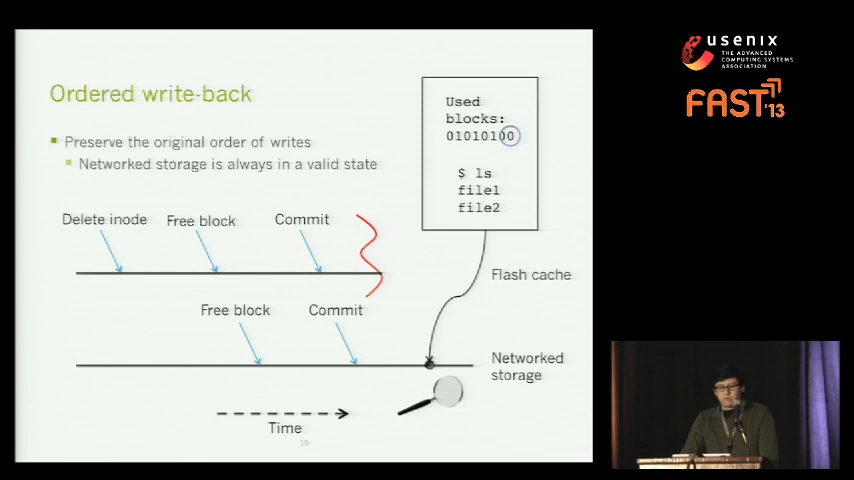 usenix
THE ADVANCED
COMPUTING SYSTEMS
ASSOCIATION
FAST '13
Ordered write-back
Preserve the original order of writes
Networked storage is always in a valid state
Used
blocks:
01010100
$ ls
file1
file2
Delete inode
Free block
Commit
Flash cache
Free block
Commit
Networked
storage
Time
19